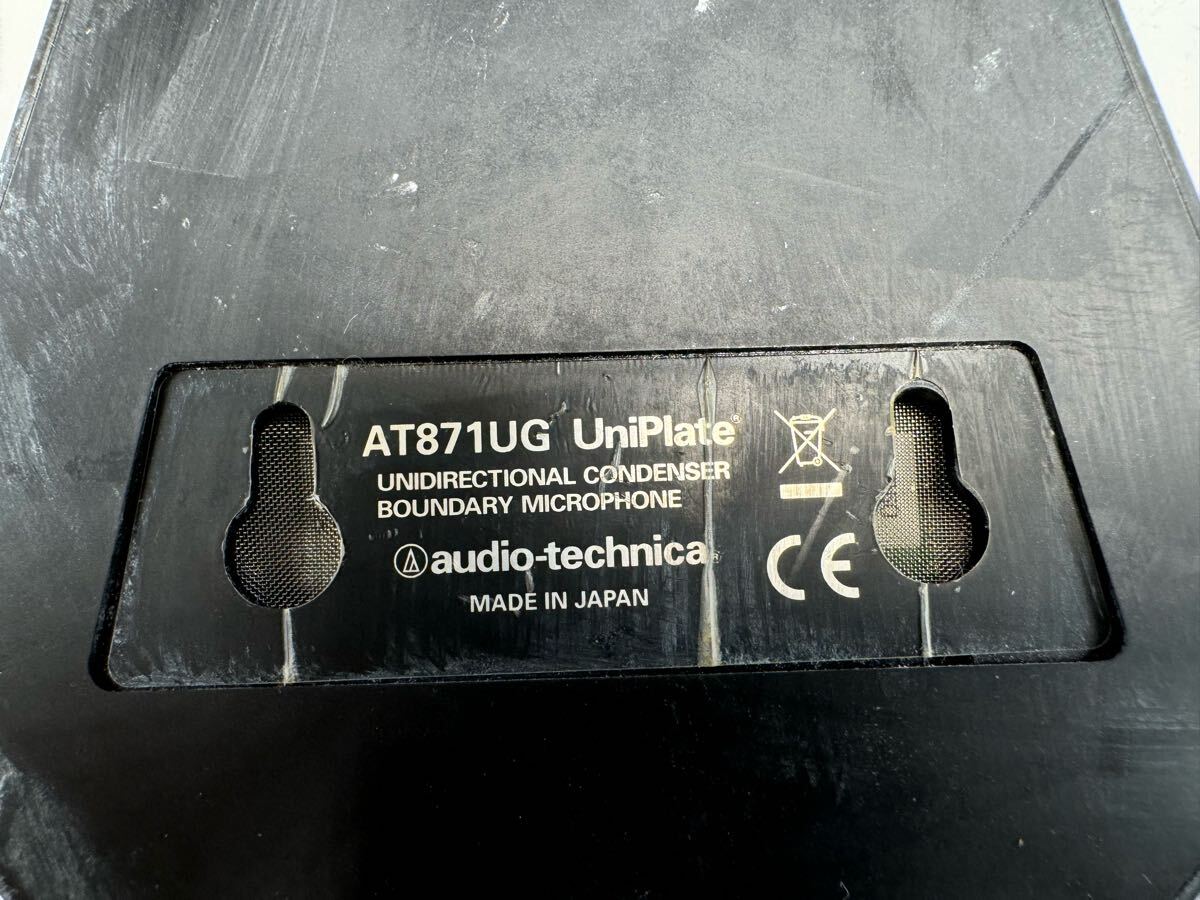 AT871UG UniPlate®
UNIDIRECTIONAL CONDENSER
BOUNDARY MICROPHONE
audio-technica®
MADE IN JAPAN
CE